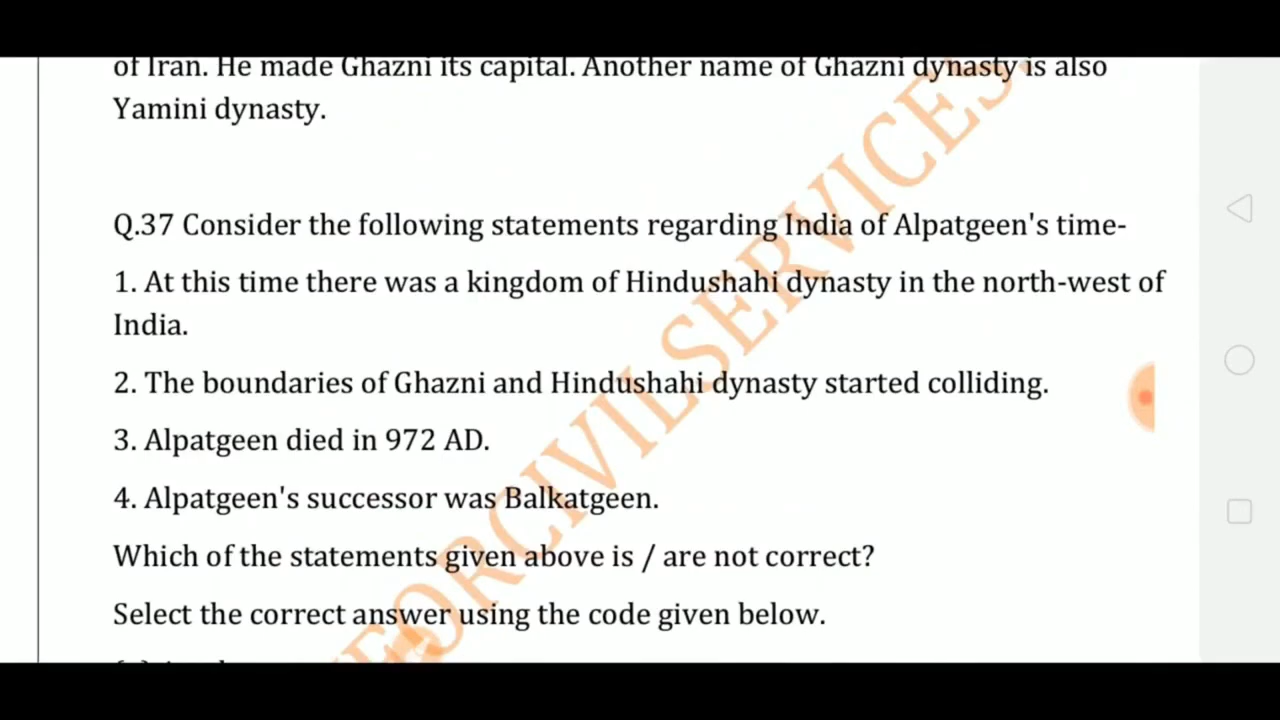 of Iran. He made Ghazni its capital. Another name of Ghazni dynasty is also
Yamini dynasty.
Q.37 Consider the following statements regarding India of Alpatgeen's time-
1. At this time there was a kingdom of Hindushahi dynasty in the north-west of
India.
2. The boundaries of Ghazni and Hindushahi dynasty started colliding.
3. Alpatgeen died in 972 AD.
4. Alpatgeen's successor was Balkatgeen.
Which of the statements given above is / are not correct?
Select the correct answer using the code given below.